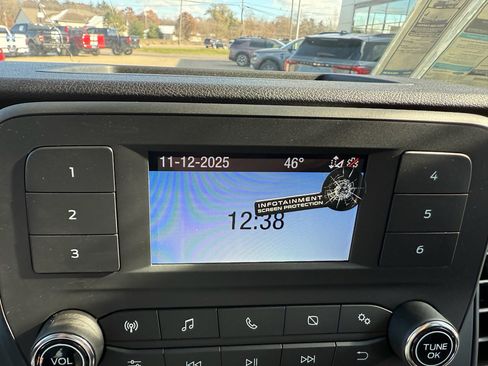 11-12-2025 46°
INFOTAINMENT
SCREEN PROTECTION
12:38
1
2
3
4
5
6
VOL
TUNE
OK